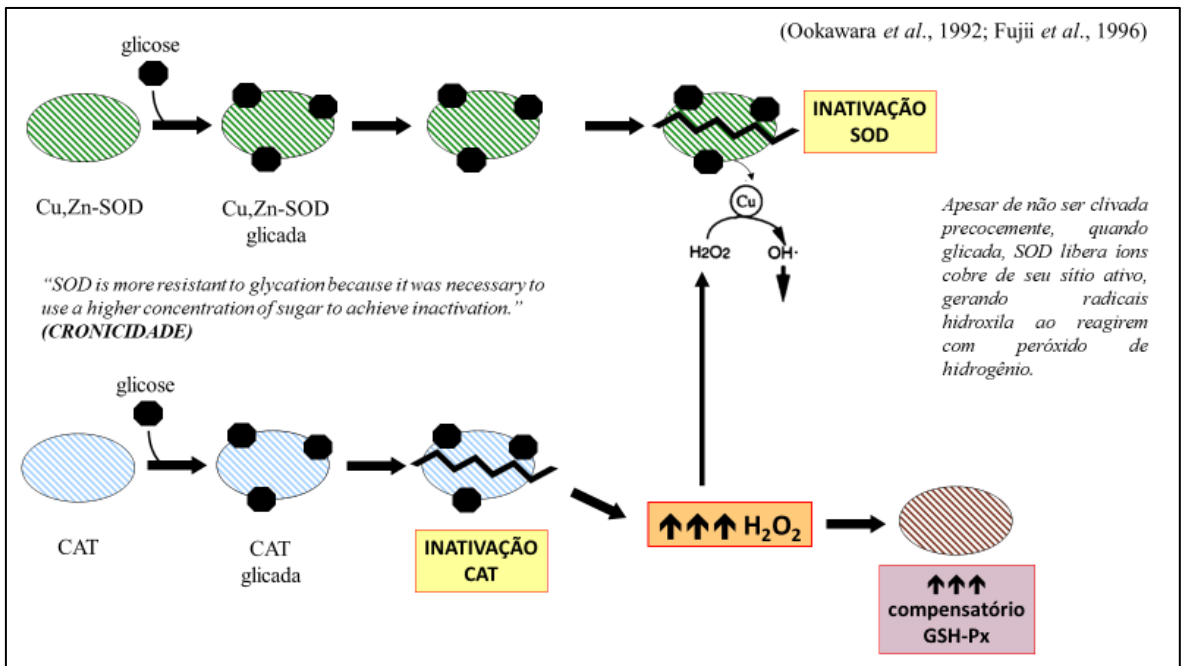 (Ookawara et al., 1992; Fujii et al., 1996)
glicose
Cu,Zn-SOD
Cu,Zn-SOD
glicada
INATIVAÇÃO
SOD
Cu
H2O2
OH·
Apesar de não ser clivada
precocemente, quando
glicada, SOD libera íons
cobre de seu sítio ativo,
gerando radicais
hidroxila ao reagirem
com peróxido de
hidrogênio.
“SOD is more resistant to glycation because it was necessary to
use a higher concentration of sugar to achieve inactivation.”
(CRONICIDADE)
glicose
CAT
CAT
glicada
INATIVAÇÃO
CAT
↑↑↑ H₂O₂
↑↑↑
compensatório
GSH-Px